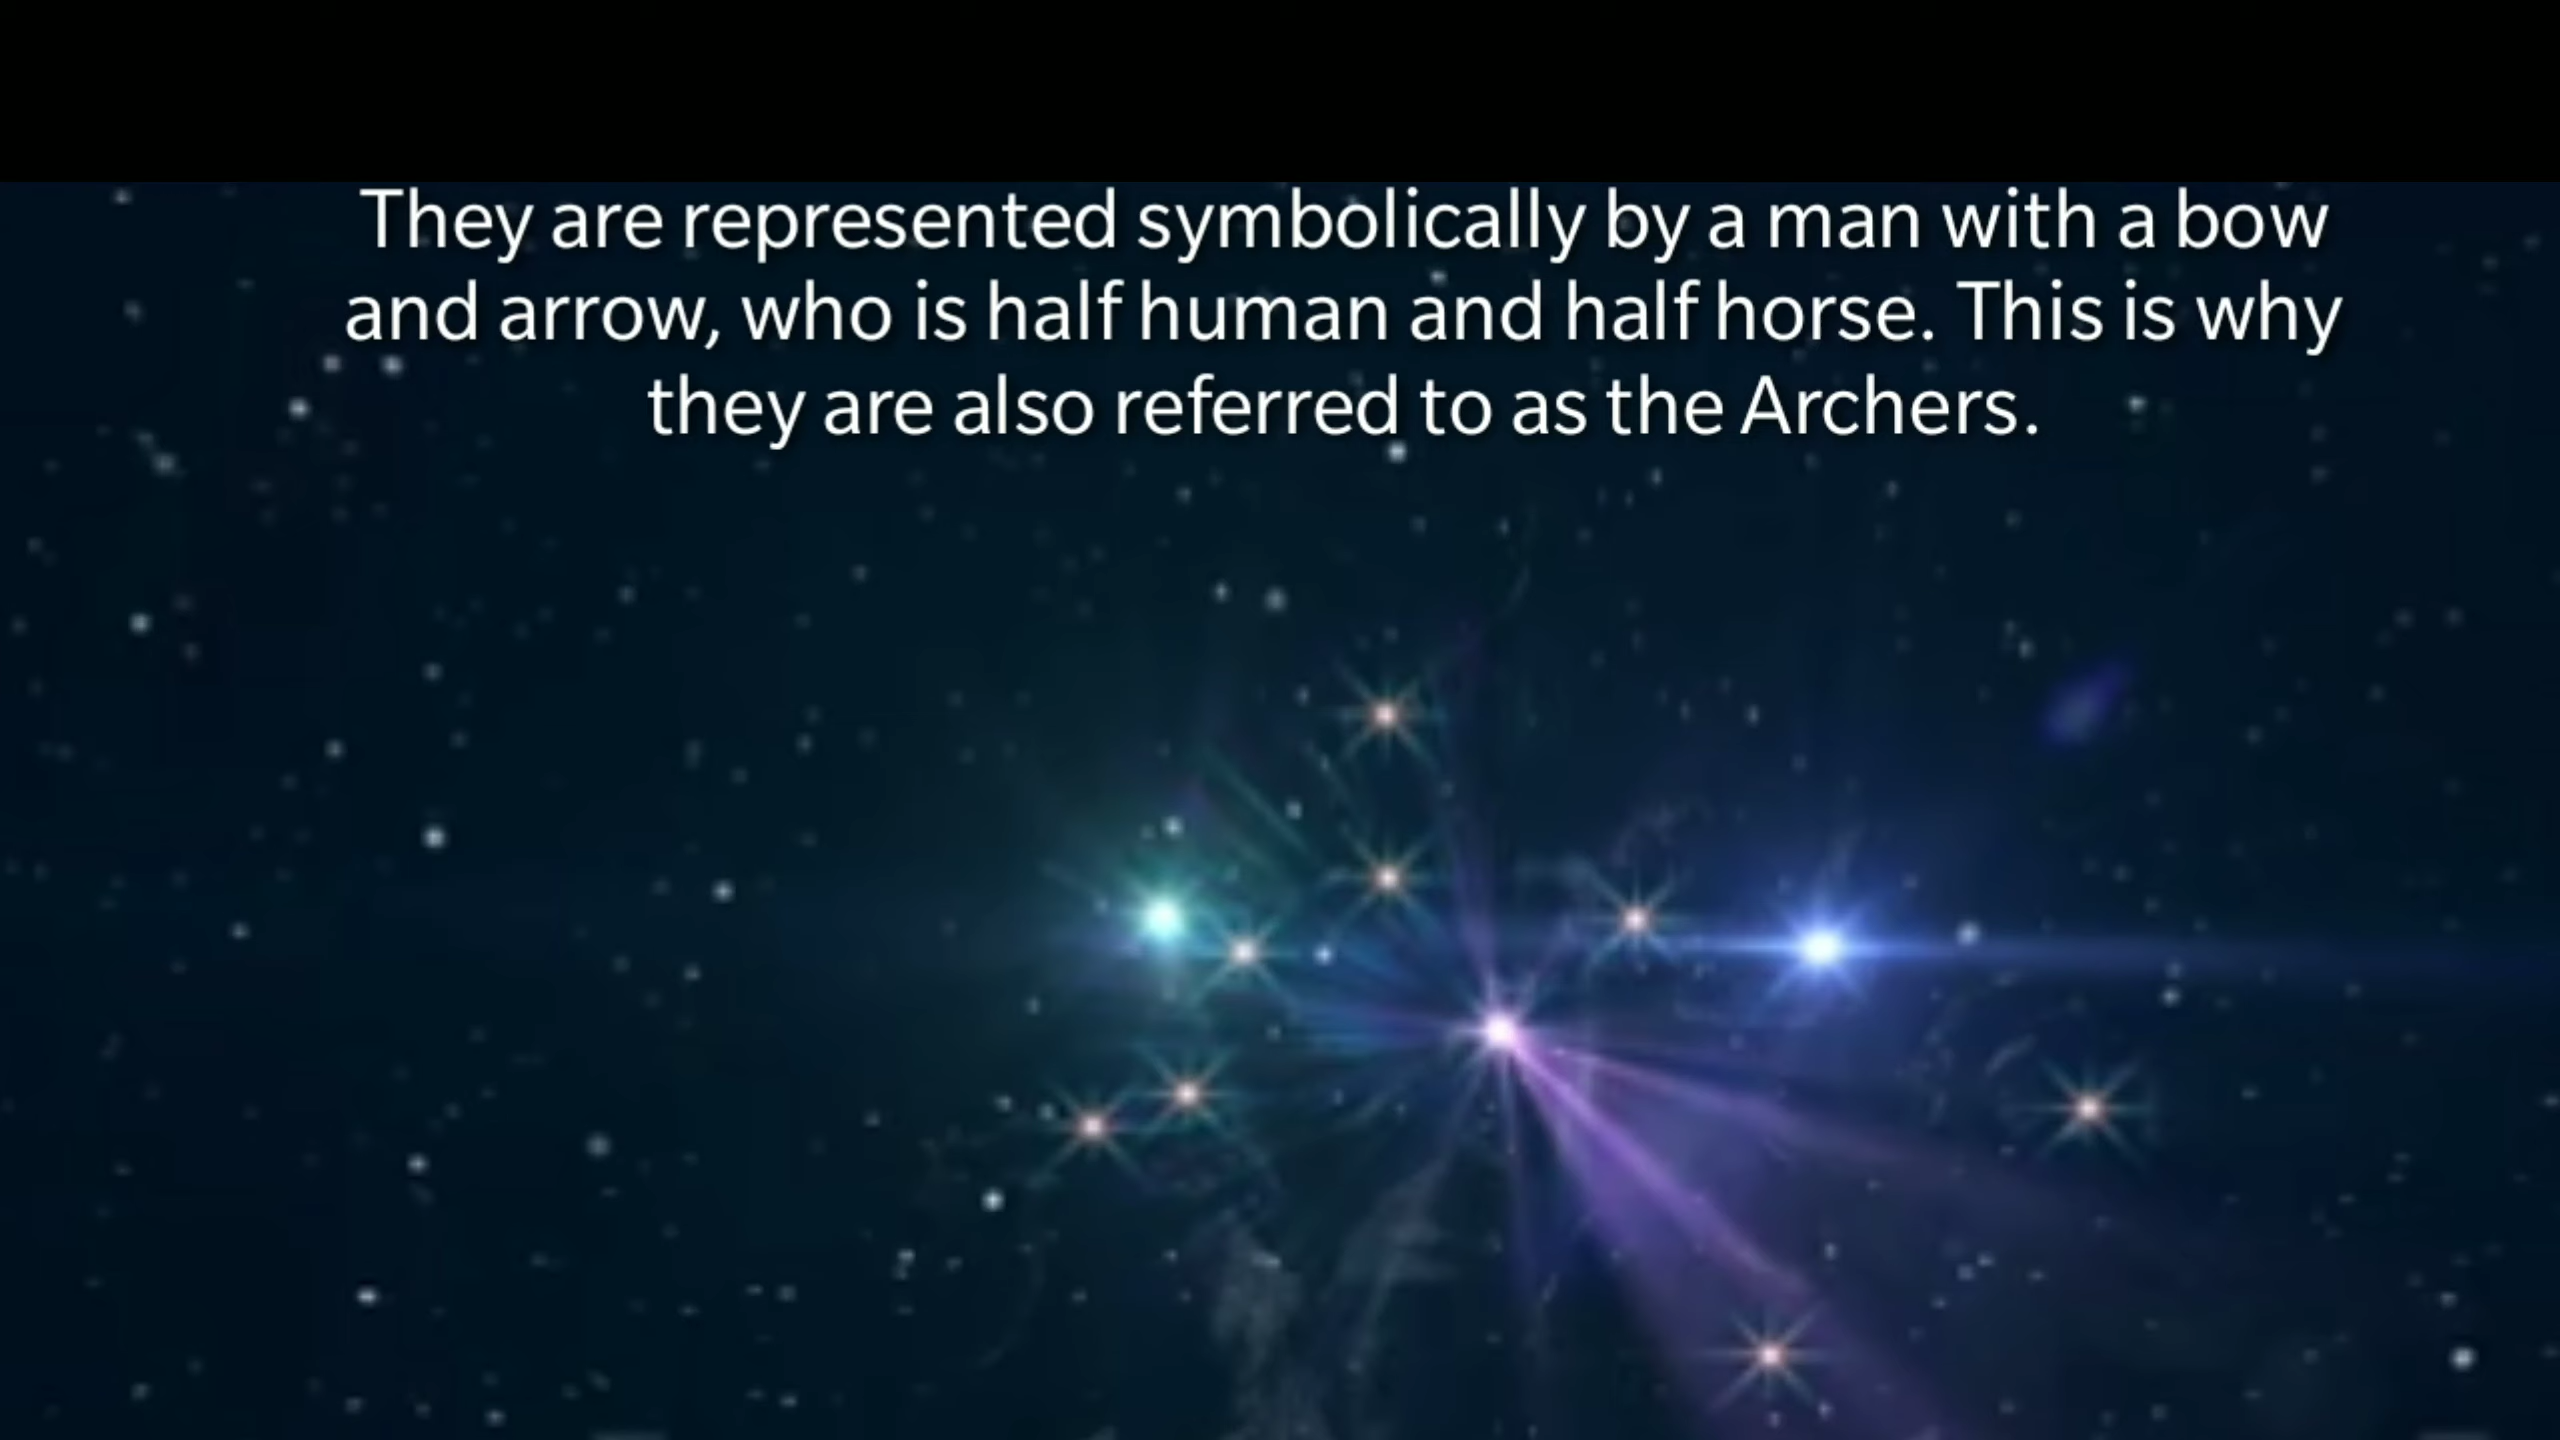 They are represented symbolically by a man with a bow
and arrow, who is half human and half horse. This is why
they are also referred to as the Archers.